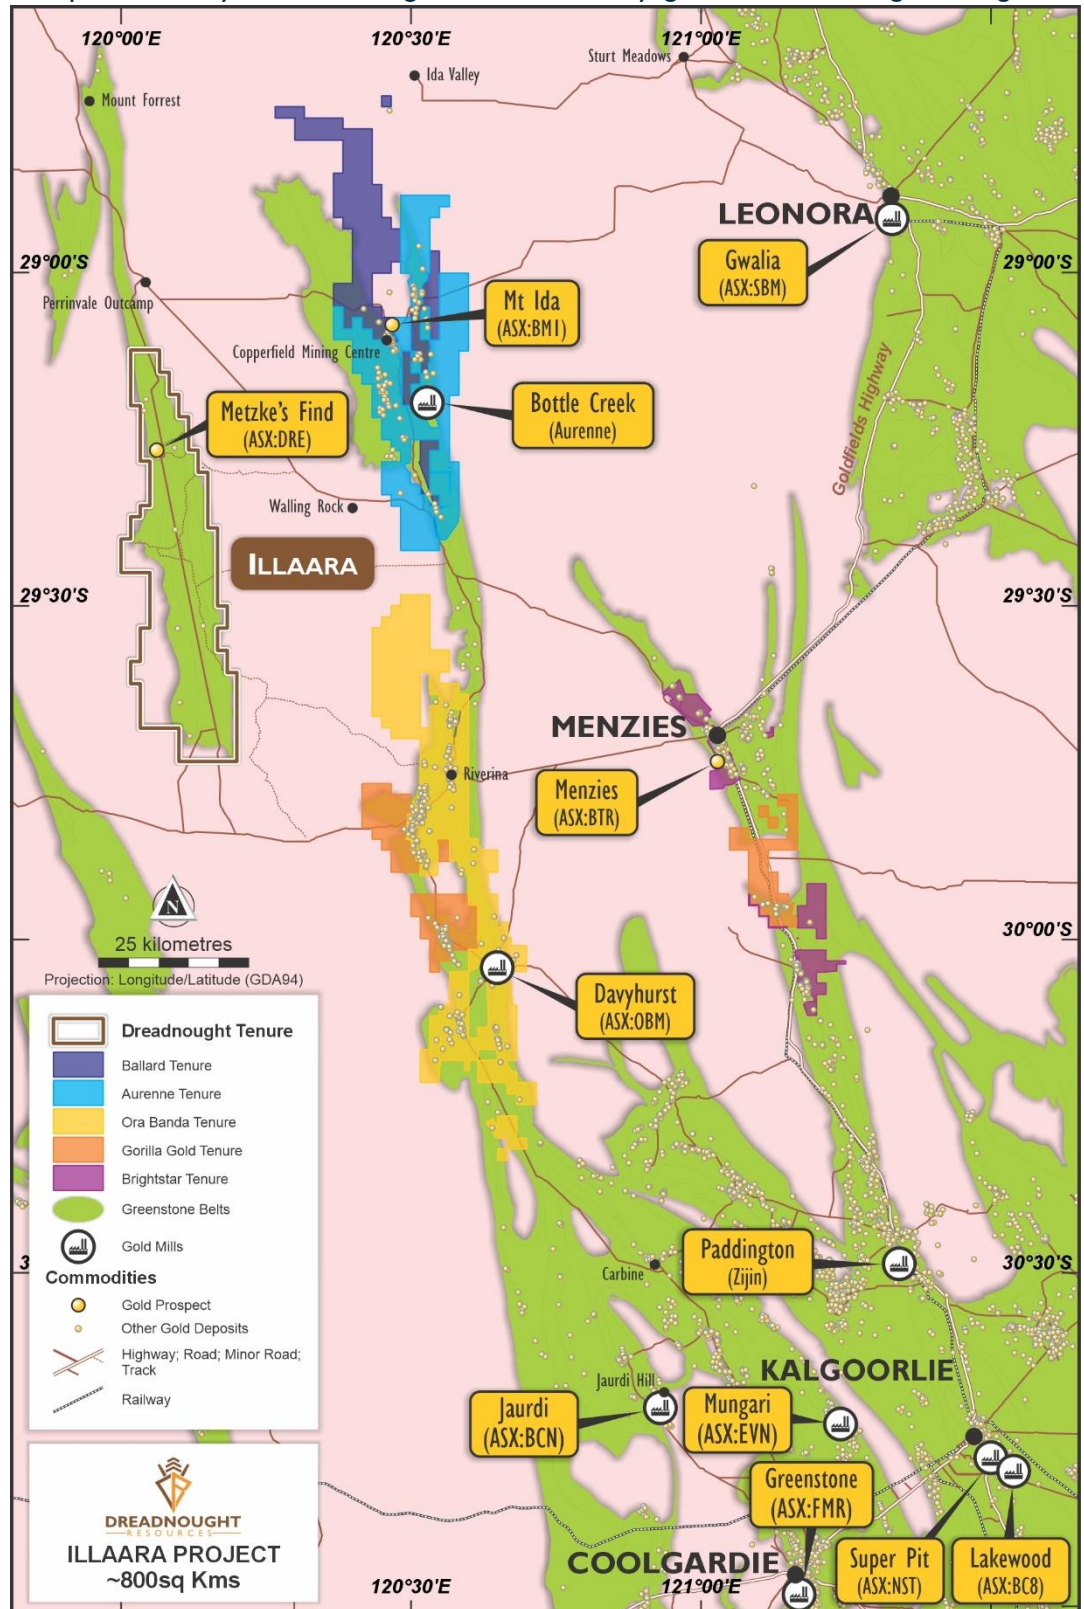 120°00'E
120°30'E
121°00'E
Sturt Meadows
Ida Valley
Mount Forrest
LEONORA
Gwalia
(ASX:SBM)
29°00'S
29°00'S
Perrinvale Outcamp
Mt Ida
(ASX:BM1)
Copperfield Mining Centre
Bottle Creek
(Aurenne)
Metzke's Find
(ASX:DRE)
Goldfields Highway
Walling Rock
ILLAARA
29°30'S
29°30'S
MENZIES
Riverina
Menzies
(ASX:BTR)
N
25 kilometres
Projection: Longitude/Latitude (GDA94)
30°00'S
Davyhurst
(ASX:OBM)
Dreadnought Tenure
Ballard Tenure
Aurenne Tenure
Ora Banda Tenure
Gorilla Gold Tenure
Brightstar Tenure
Greenstone Belts
Gold Mills
Commodities
Gold Prospect
Other Gold Deposits
Highway; Road; Minor Road;
Track
Railway
Paddington
(Zijin)
30°30'S
3
Carbine
KALGOORLIE
Jaurdi Hill
Jaurdi
(ASX:BCN)
Mungari
(ASX:EVN)
Greenstone
(ASX:FMR)
Super Pit
(ASX:NST)
Lakewood
(ASX:BC8)
COOLGARDIE
120°30'E
121°00'E
DREADNOUGHT
RESOURCES
ILLAARA PROJECT
~800sq Kms